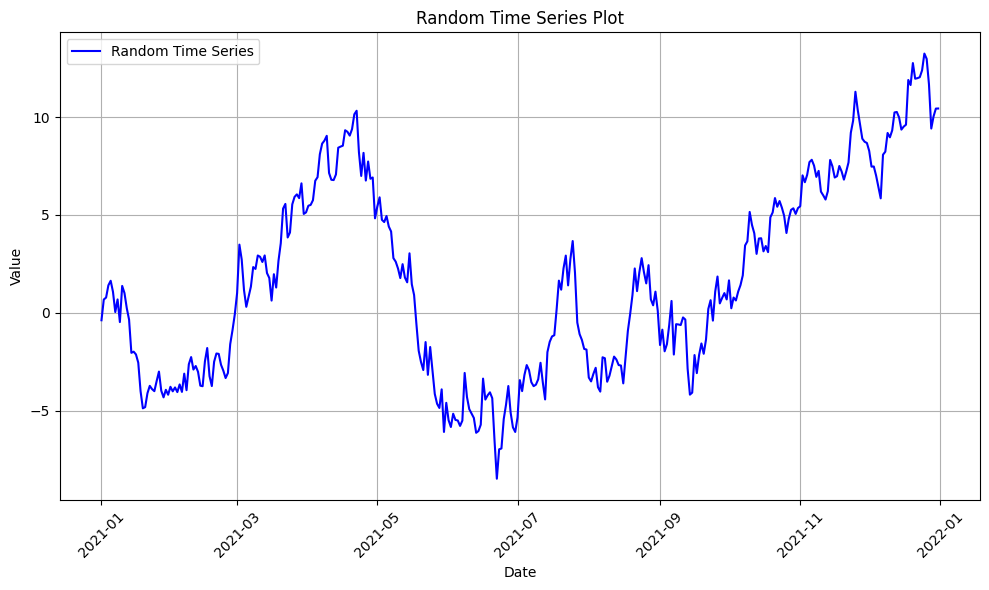 Random Time Series Plot
Random Time Series
Value
10
5
0
−5
2021-01
2021-03
2021-05
2021-07
2021-09
2021-11
2022-01
Date